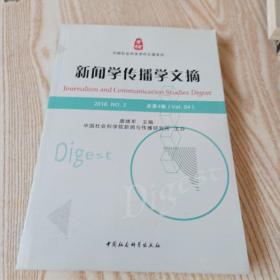 新闻学传播学文摘
Journalism and Communication Studies Digest
2016. NO. 2 总第4卷(Vol. 04)
唐绪军 主编
中国社会科学院新闻与传播研究所 主办
Digest
Digest
中国社会科学出版社